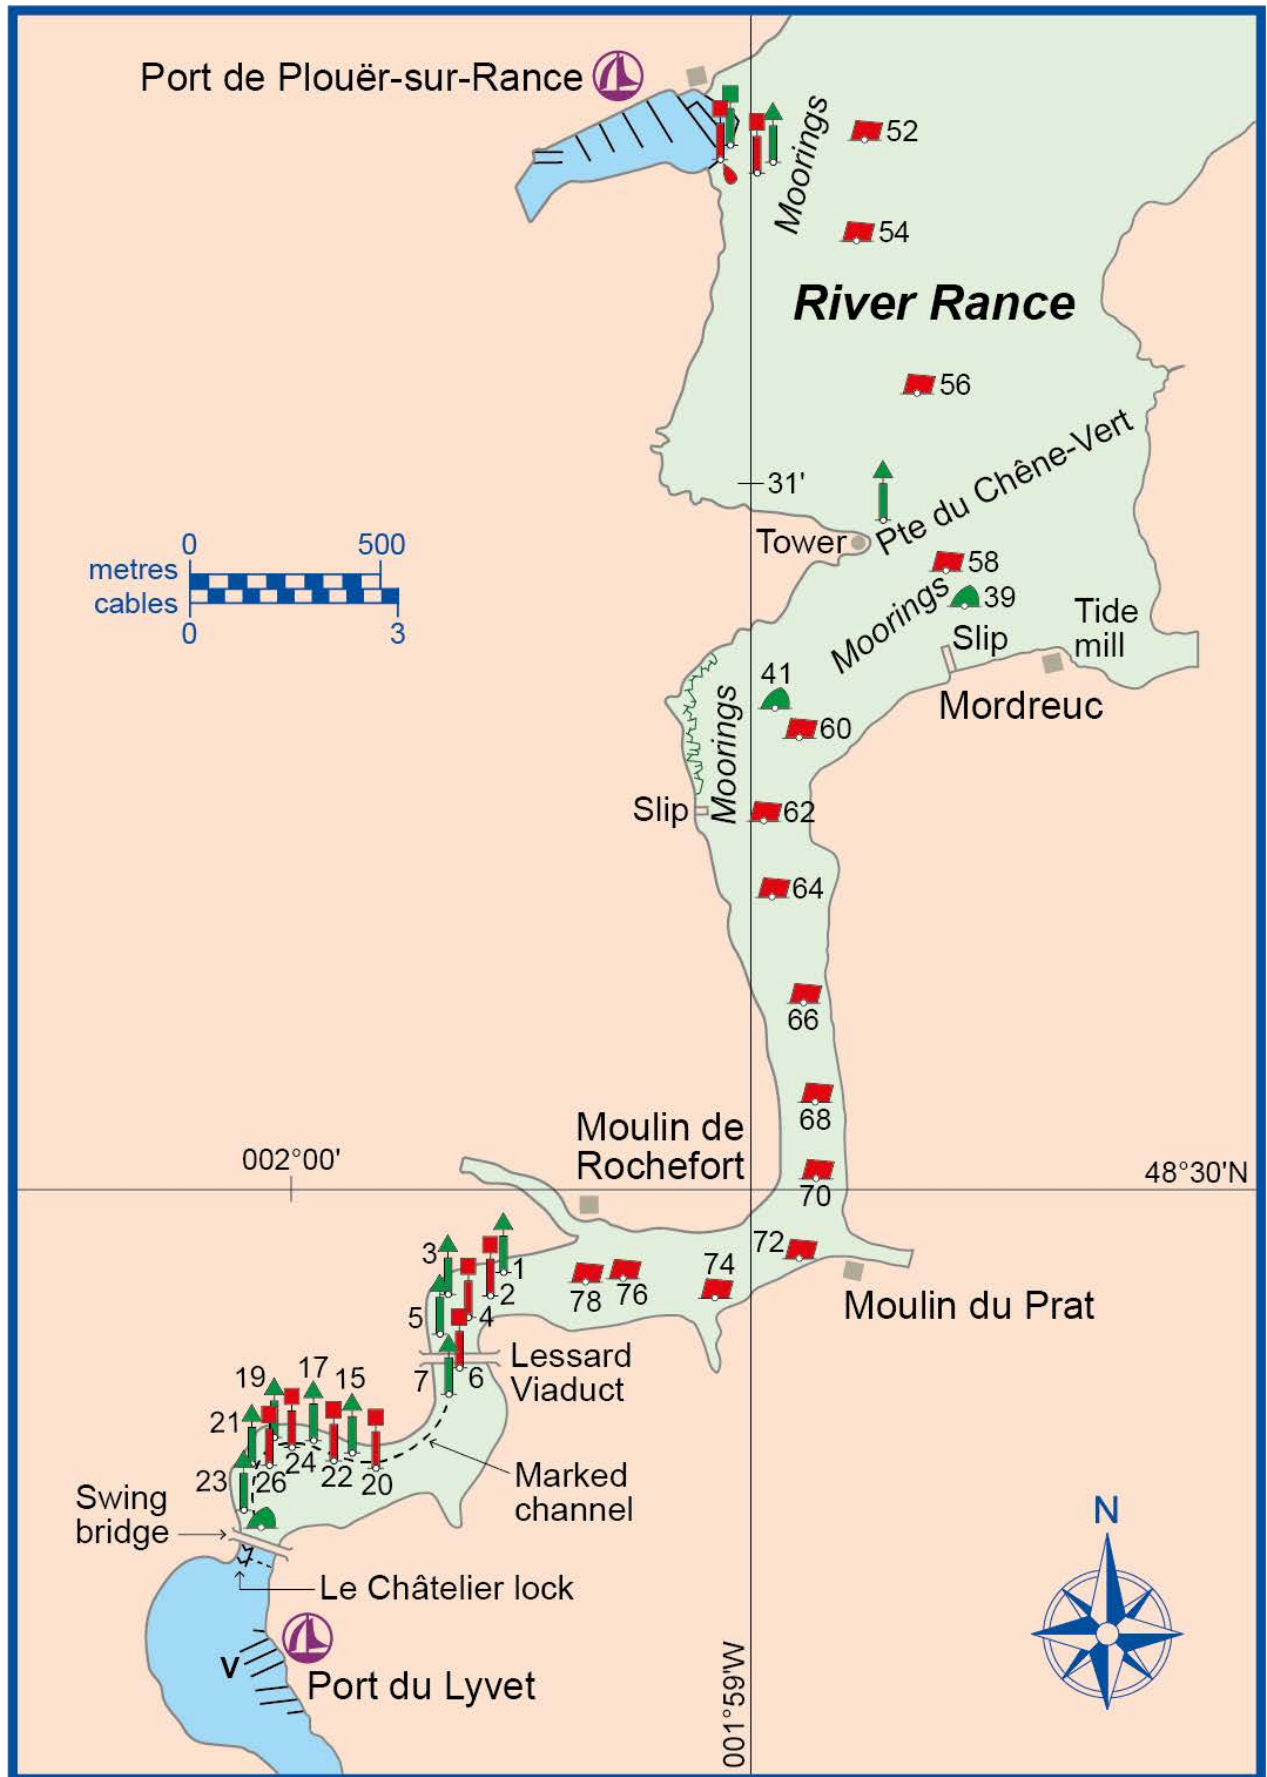 Port de Plouër-sur-Rance
Moorings
52
54
River Rance
56
31'
Pte du Chêne-Vert
Tower
0
500
metres
cables
0
3
58
39
Moorings
Slip
Tide
mill
Mordreuc
41
60
Moorings
Slip
62
64
66
68
Moulin de
Rochefort
002°00'
48°30'N
70
72
74
76
78
Moulin du Prat
1
2
3
4
5
6
7
Lessard
Viaduct
15
17
19
21
20
22
24
26
23
Marked
channel
Swing
bridge
Le Châtelier lock
N
V
Port du Lyvet
001°59'W